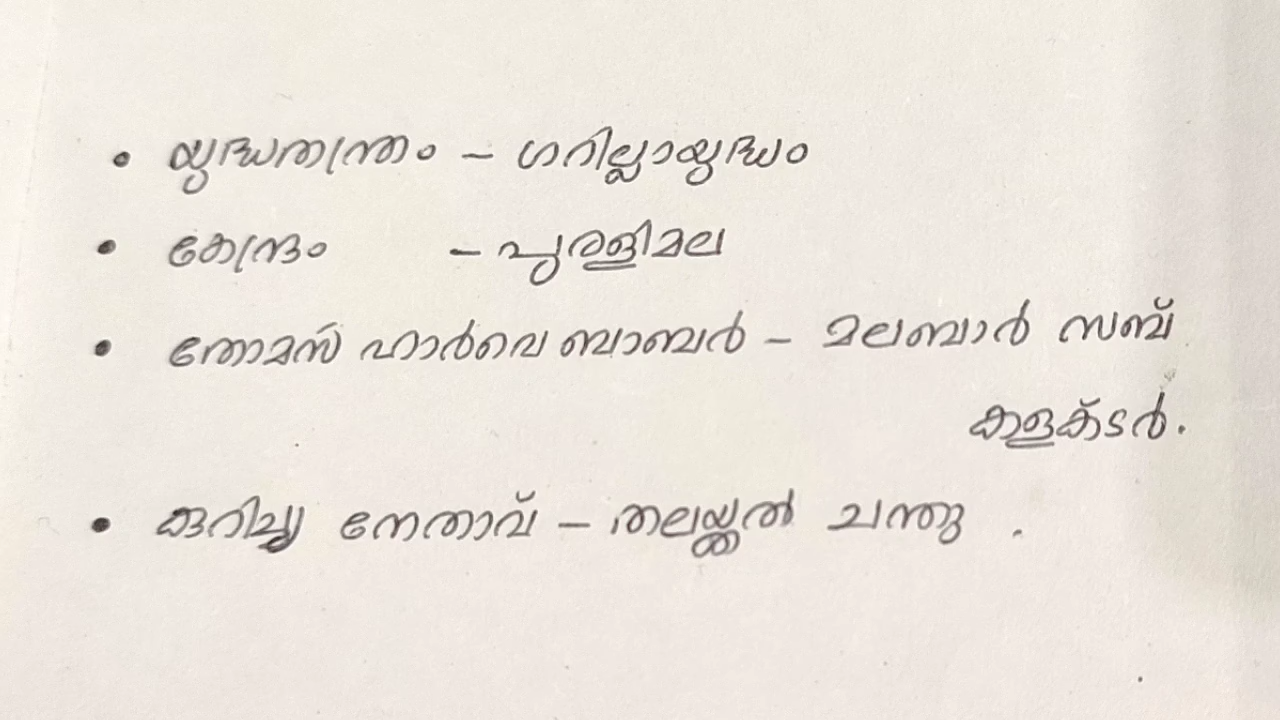 • യുദ്ധതന്ത്രം – ഗറില്ലായുദ്ധം
• കേന്ദ്രം – പുരളിമല
• തോമസ് ഹാർവെ ബാബർ – മലബാർ സബ്
കളക്ടർ.
• കുറിച്യ നേതാവ് – തലയ്ക്കൽ ചന്തു .